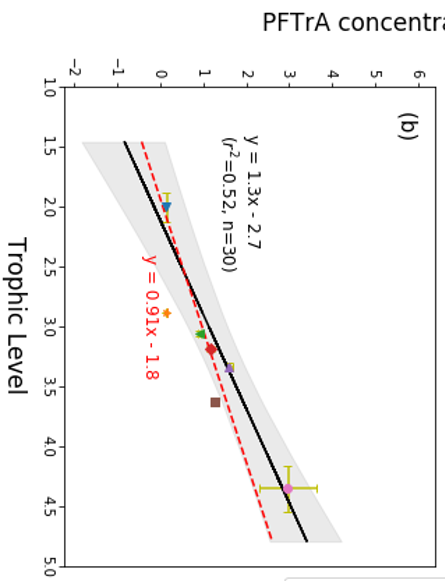 PFTrA concentra
(b)
y = 1.3x - 2.7
(r²=0.52, n=30)
y = 0.91x - 1.8
−2 −1 0 1 2 3 4 5 6
1.0 1.5 2.0 2.5 3.0 3.5 4.0 4.5 5.0
Trophic Level